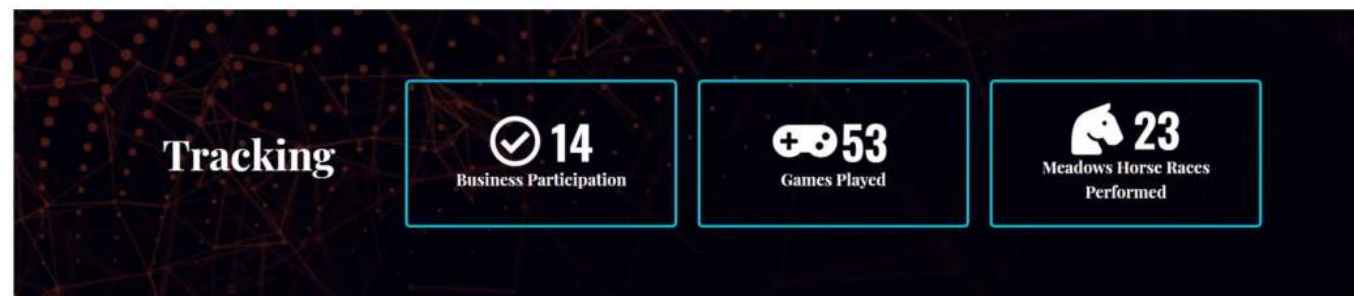 Tracking
14
Business Participation
53
Games Played
23
Meadows Horse Races
Performed